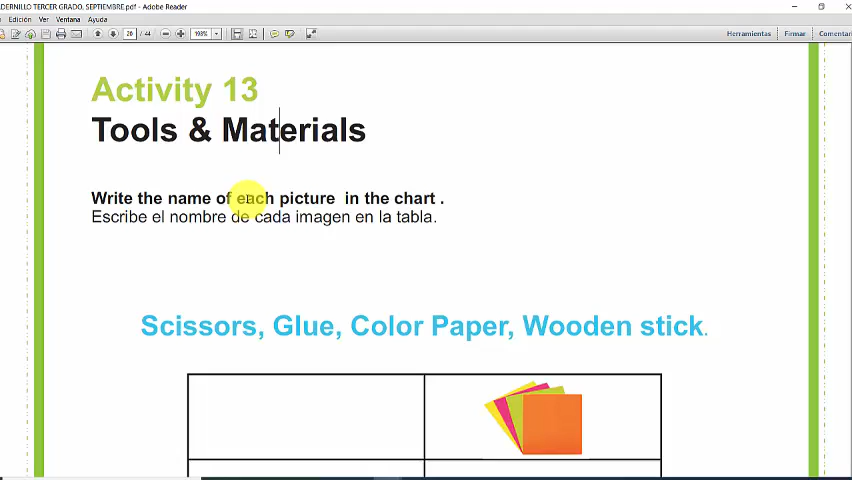 ADERNILLO TERCER GRADO, SEPTIEMBRE.pdf - Adobe Reader
Edición Ver Ventana Ayuda
26 / 44 198% Herramientas Firmar Comentar
Activity 13
Tools & Materials
Write the name of each picture in the chart .
Escribe el nombre de cada imagen en la tabla.
Scissors, Glue, Color Paper, Wooden stick.